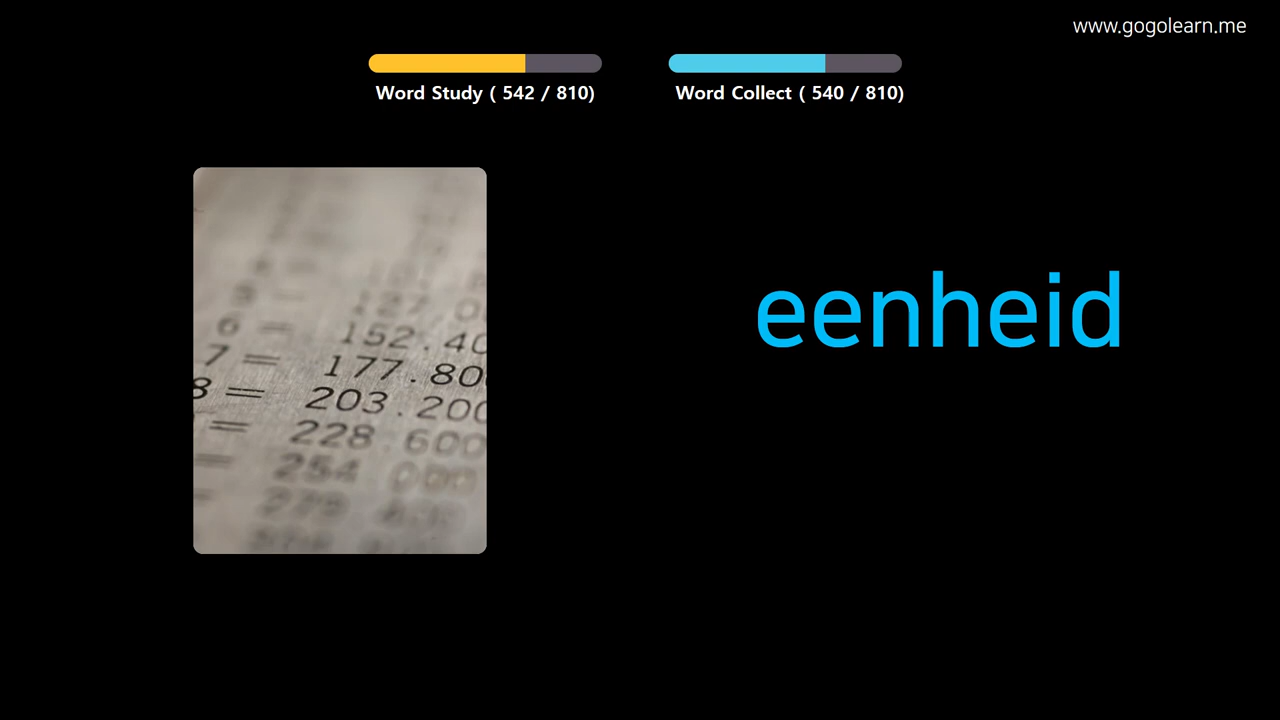 www.gogolearn.me
Word Study ( 542 / 810)
Word Collect ( 540 / 810)
6 = 152.40
7 = 177.80
8 = 203.200
= 228.600
= 254 000
eenheid